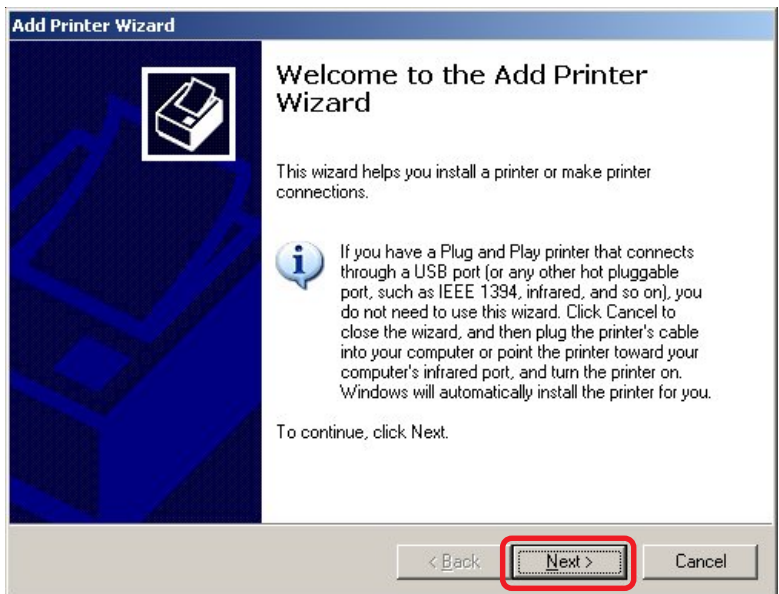 Add Printer Wizard
Welcome to the Add Printer
Wizard
This wizard helps you install a printer or make printer
connections.
If you have a Plug and Play printer that connects
through a USB port (or any other hot pluggable
port, such as IEEE 1394, infrared, and so on), you
do not need to use this wizard. Click Cancel to
close the wizard, and then plug the printer's cable
into your computer or point the printer toward your
computer's infrared port, and turn the printer on.
Windows will automatically install the printer for you.
To continue, click Next.
< Back
Next >
Cancel